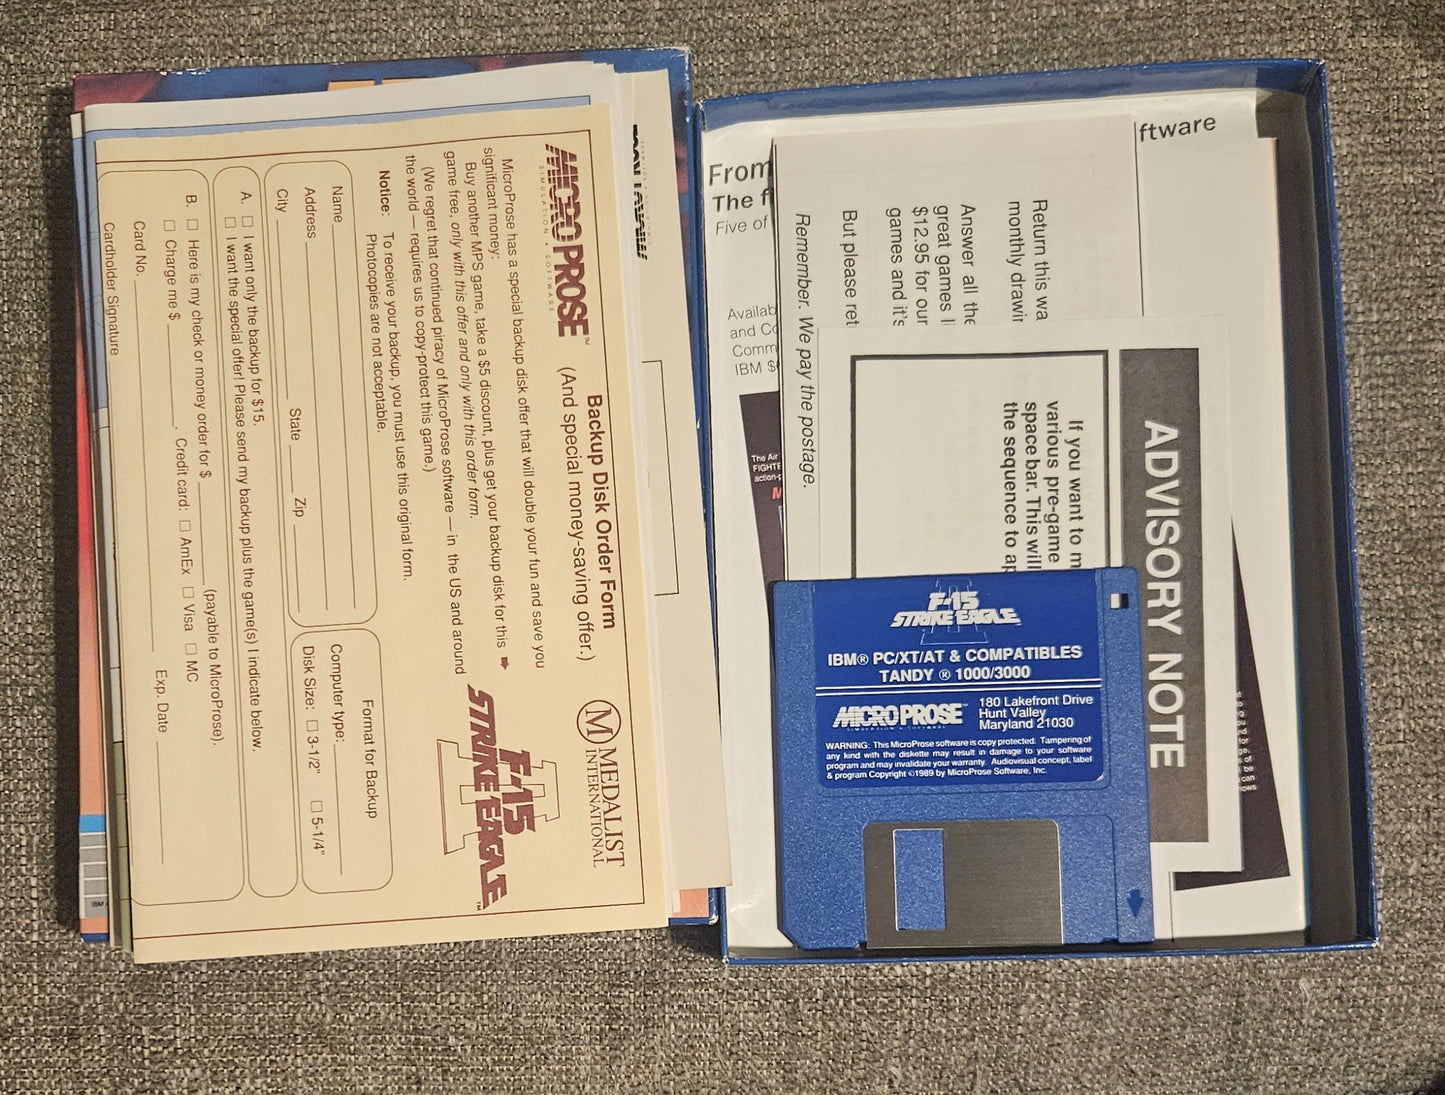 MICROPROSE™
SIMULATION • SOFTWARE
Backup Disk Order Form
(And special money-saving offer.)
MEDALIST
INTERNATIONAL
MicroProse has a special backup disk offer that will double your fun and save you
significant money:
Buy another MPS game, take a $5 discount, plus get your backup disk for this
game free, only with this offer and only with this order form.
(We regret that continued piracy of MicroProse software — in the US and around
the world — requires us to copy-protect this game.)
Notice: To receive your backup, you must use this original form.
Photocopies are not acceptable.
F-15
STRIKE EAGLE™
II
Name
Address
City State Zip
Format for Backup
Computer type:
Disk Size: ☐ 3-1/2" ☐ 5-1/4"
A. ☐ I want only the backup for $15.
☐ I want the special offer! Please send my backup plus the game(s) I indicate below.
B. ☐ Here is my check or money order for $ (payable to MicroProse).
☐ Charge me $ . Credit card: ☐ AmEx ☐ Visa ☐ MC
Card No. Exp. Date
Cardholder Signature
IBM
ftware
From
The f
Five of
Availab
and Co
Comm
IBM $
The Air
FIGHTE
action-p
M
Return this wa
monthly drawin
Answer all the
great games li
$12.95 for our
games and it's
But please ret
Remember. We pay the postage.
ADVISORY NOTE
If you want to m
various pre-game
space bar. This will
the sequence to ap
F-15
STRIKE EAGLE
II
IBM® PC/XT/AT & COMPATIBLES
TANDY ® 1000/3000
MICROPROSE™
SIMULATION • SOFTWARE
180 Lakefront Drive
Hunt Valley
Maryland 21030
WARNING: This MicroProse software is copy protected. Tampering of
any kind with the diskette may result in damage to your software
program and may invalidate your warranty. Audiovisual concept, label
& program Copyright ©1989 by MicroProse Software, Inc.